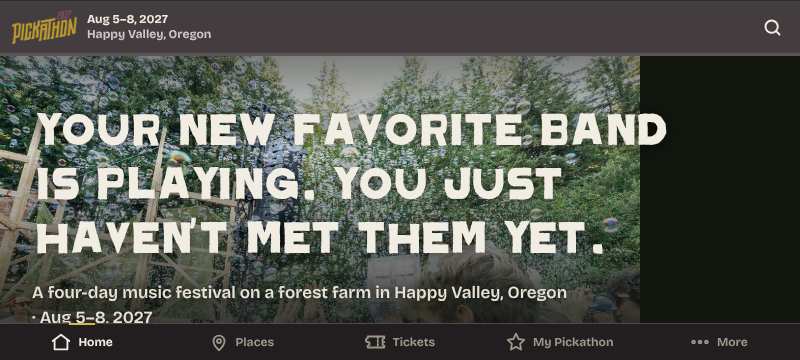 PICKATHON
Aug 5–8, 2027
Happy Valley, Oregon
YOUR NEW FAVORITE BAND
IS PLAYING. YOU JUST
HAVEN'T MET THEM YET.
A four-day music festival on a forest farm in Happy Valley, Oregon
· Aug 5–8, 2027
Home
Places
Tickets
My Pickathon
More